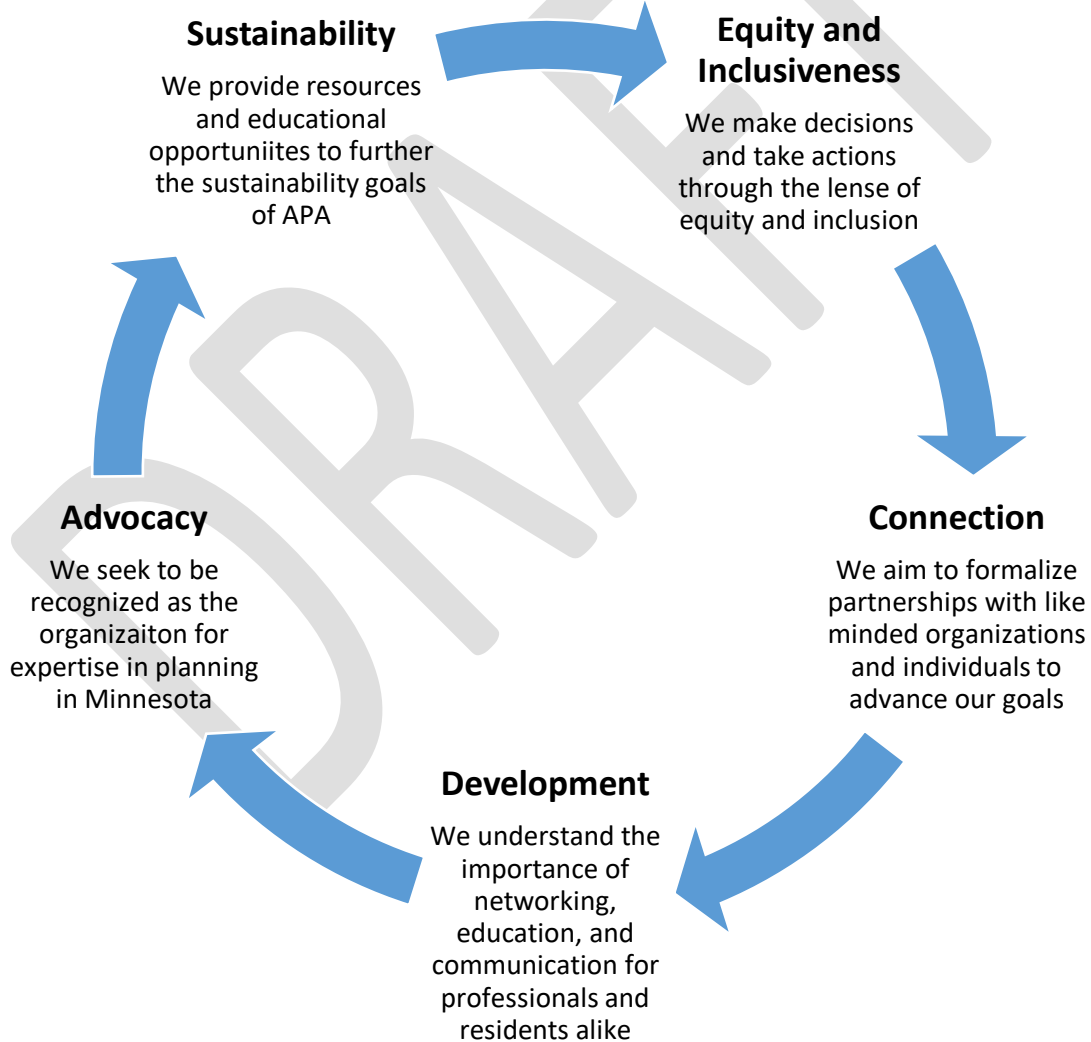 Sustainability
We provide resources
and educational
opportuniites to further
the sustainability goals
of APA
Equity and
Inclusiveness
We make decisions
and take actions
through the lense of
equity and inclusion
Connection
We aim to formalize
partnerships with like
minded organizations
and individuals to
advance our goals
Development
We understand the
importance of
networking,
education, and
communication for
professionals and
residents alike
Advocacy
We seek to be
recognized as the
organizaiton for
expertise in planning
in Minnesota
DRAFT